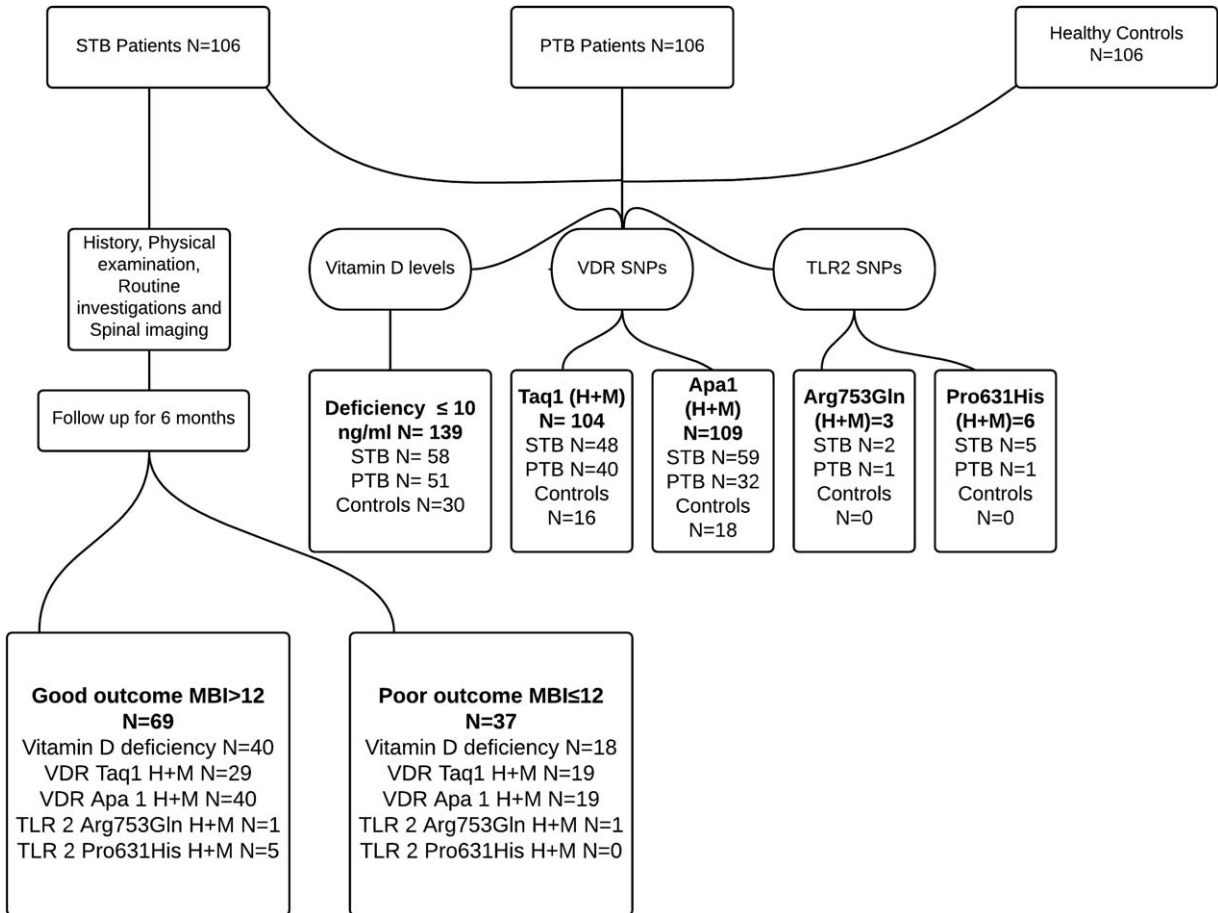 STB Patients N=106
PTB Patients N=106
Healthy Controls
N=106
History, Physical
examination,
Routine
investigations and
Spinal imaging
Vitamin D levels
VDR SNPs
TLR2 SNPs
Follow up for 6 months
Deficiency ≤ 10
ng/ml N= 139
STB N= 58
PTB N= 51
Controls N=30
Taq1 (H+M)
N= 104
STB N=48
PTB N=40
Controls
N=16
Apa1
(H+M)
N=109
STB N=59
PTB N=32
Controls
N=18
Arg753Gln
(H+M)=3
STB N=2
PTB N=1
Controls
N=0
Pro631His
(H+M)=6
STB N=5
PTB N=1
Controls
N=0
Good outcome MBI>12
N=69
Vitamin D deficiency N=40
VDR Taq1 H+M N=29
VDR Apa 1 H+M N=40
TLR 2 Arg753Gln H+M N=1
TLR 2 Pro631His H+M N=5
Poor outcome MBI≤12
N=37
Vitamin D deficiency N=18
VDR Taq1 H+M N=19
VDR Apa 1 H+M N=19
TLR 2 Arg753Gln H+M N=1
TLR 2 Pro631His H+M N=0